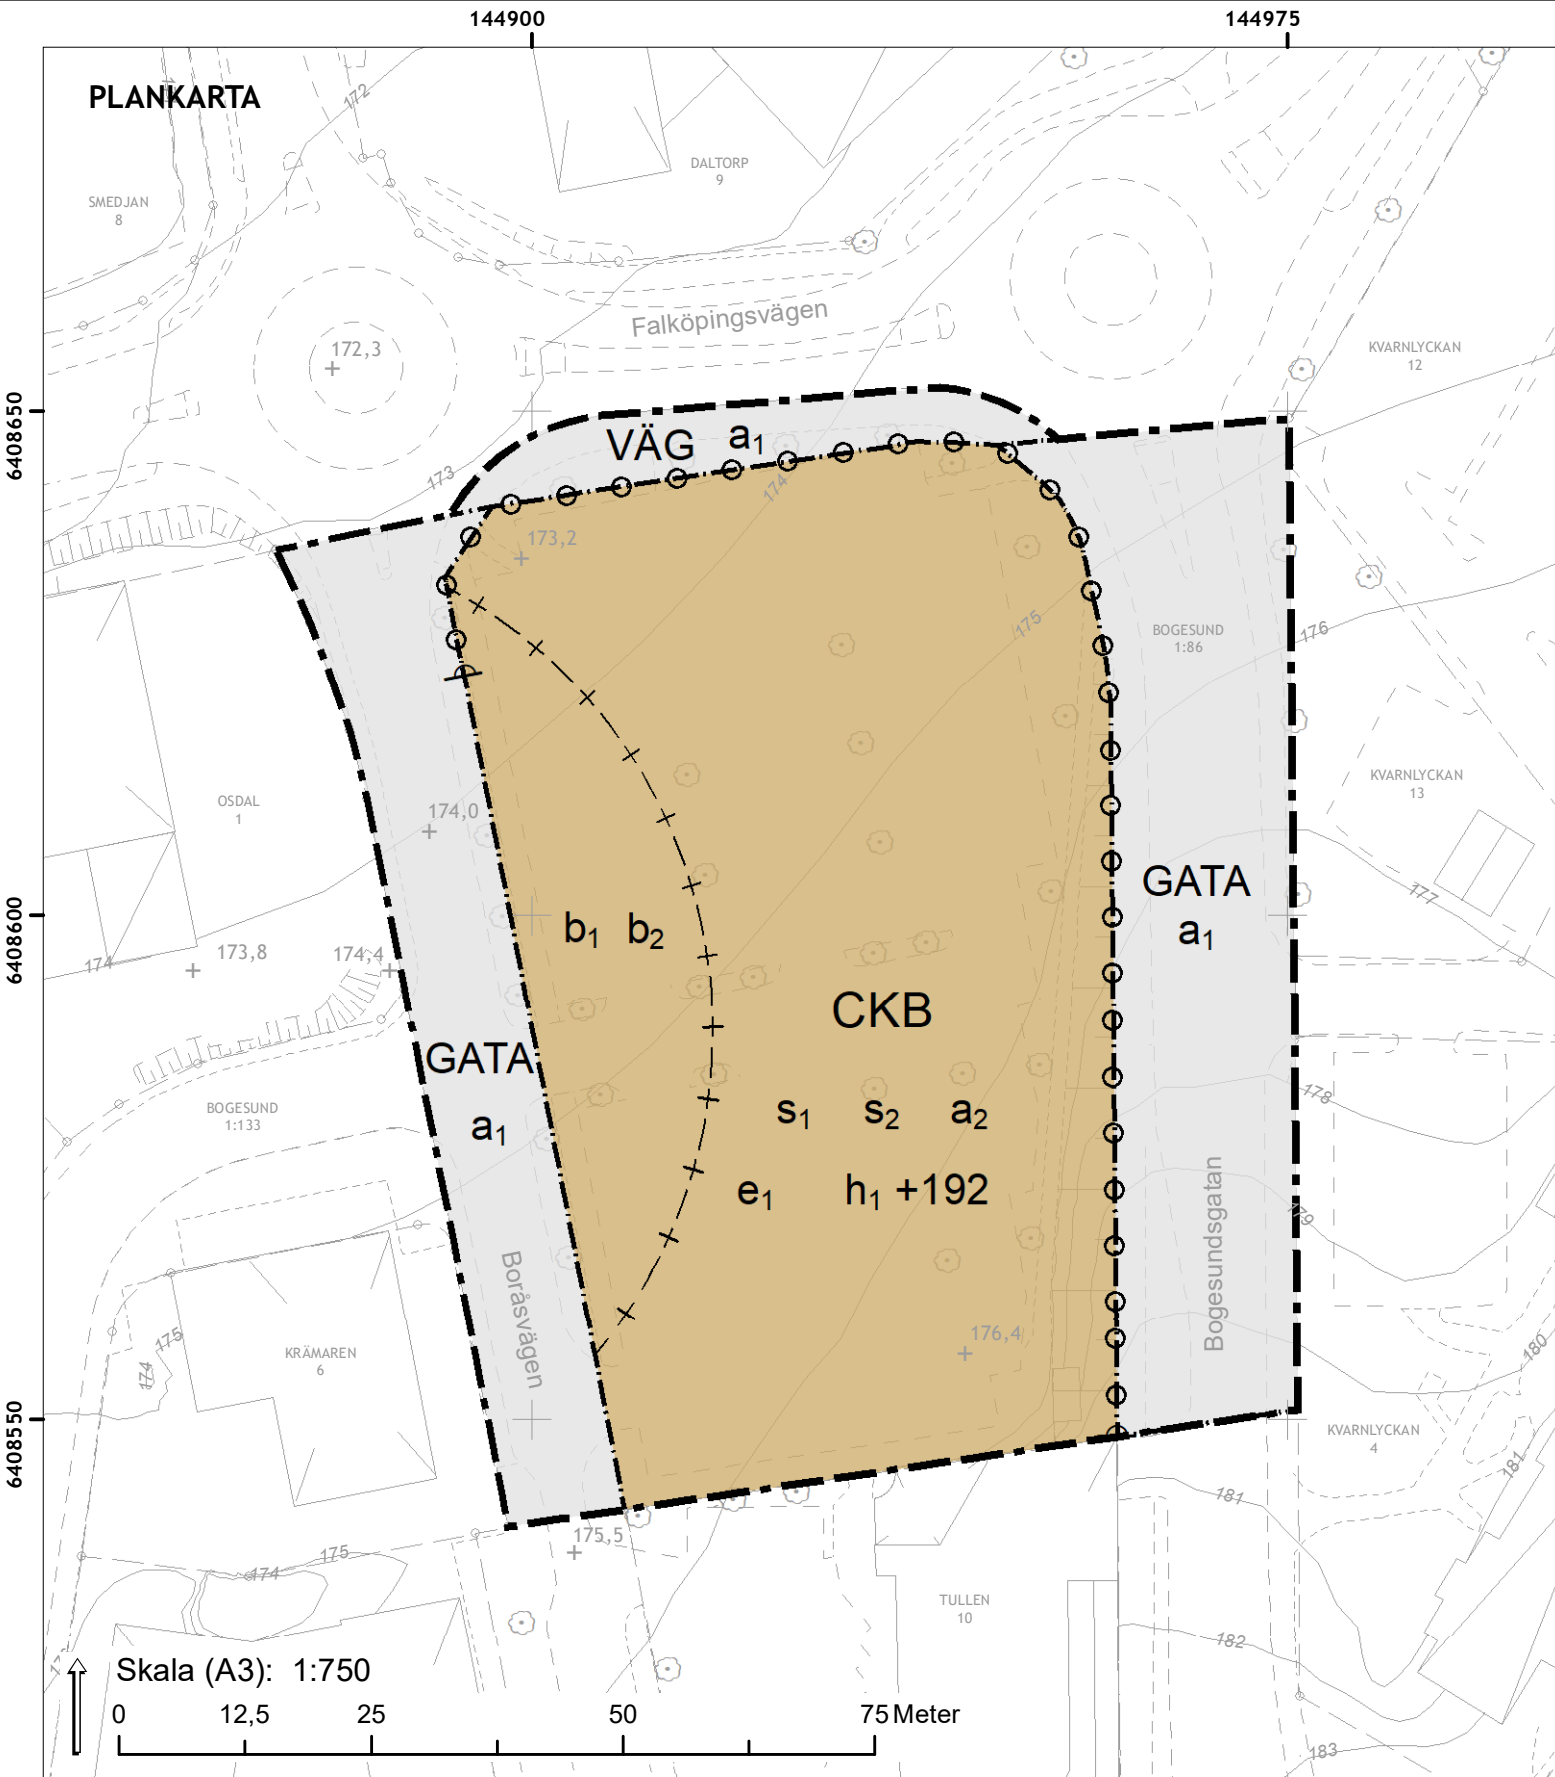 144900
144975
PLANKARTA
172
DALTORP
9
SMEDJAN
8
Falköpingsvägen
172,3
KVARNLYCKAN
12
6408650
VÄG a₁
173
174
173,2
175
BOGESUND
1:86
176
OSDAL
1
174,0
KVARNLYCKAN
13
GATA
a₁
177
6408600
b₁ b₂
173,8
174,4
174
CKB
GATA
a₁
178
BOGESUND
1:133
s₁ s₂ a₂
e₁ h₁ +192
179
Boråsvägen
Bogesundsgatan
176,4
175
174
KRÄMAREN
6
180
6408550
KVARNLYCKAN
4
181
181
175,5
175
174
TULLEN
10
182
Skala (A3): 1:750
0 12,5 25 50 75 Meter
183